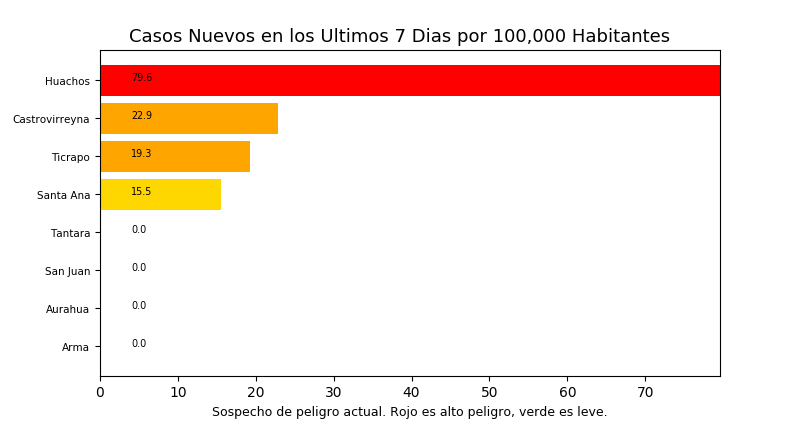 Casos Nuevos en los Ultimos 7 Dias por 100,000 Habitantes
Huachos 79.6
Castrovirreyna 22.9
Ticrapo 19.3
Santa Ana 15.5
Tantara 0.0
San Juan 0.0
Aurahua 0.0
Arma 0.0
0 10 20 30 40 50 60 70
Sospecho de peligro actual. Rojo es alto peligro, verde es leve.